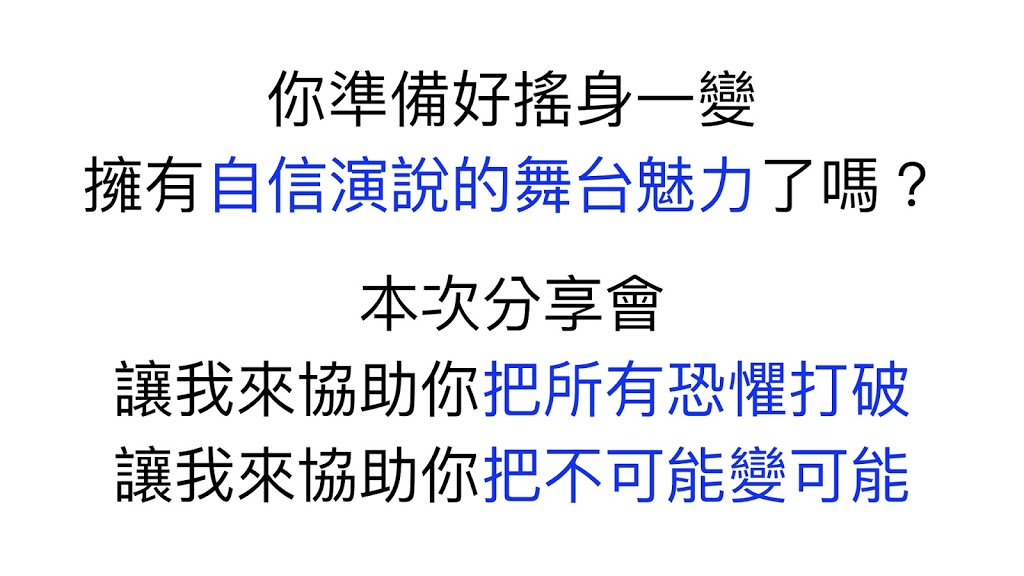 你準備好搖身一變
擁有自信演說的舞台魅力了嗎？
本次分享會
讓我來協助你把所有恐懼打破
讓我來協助你把不可能變可能